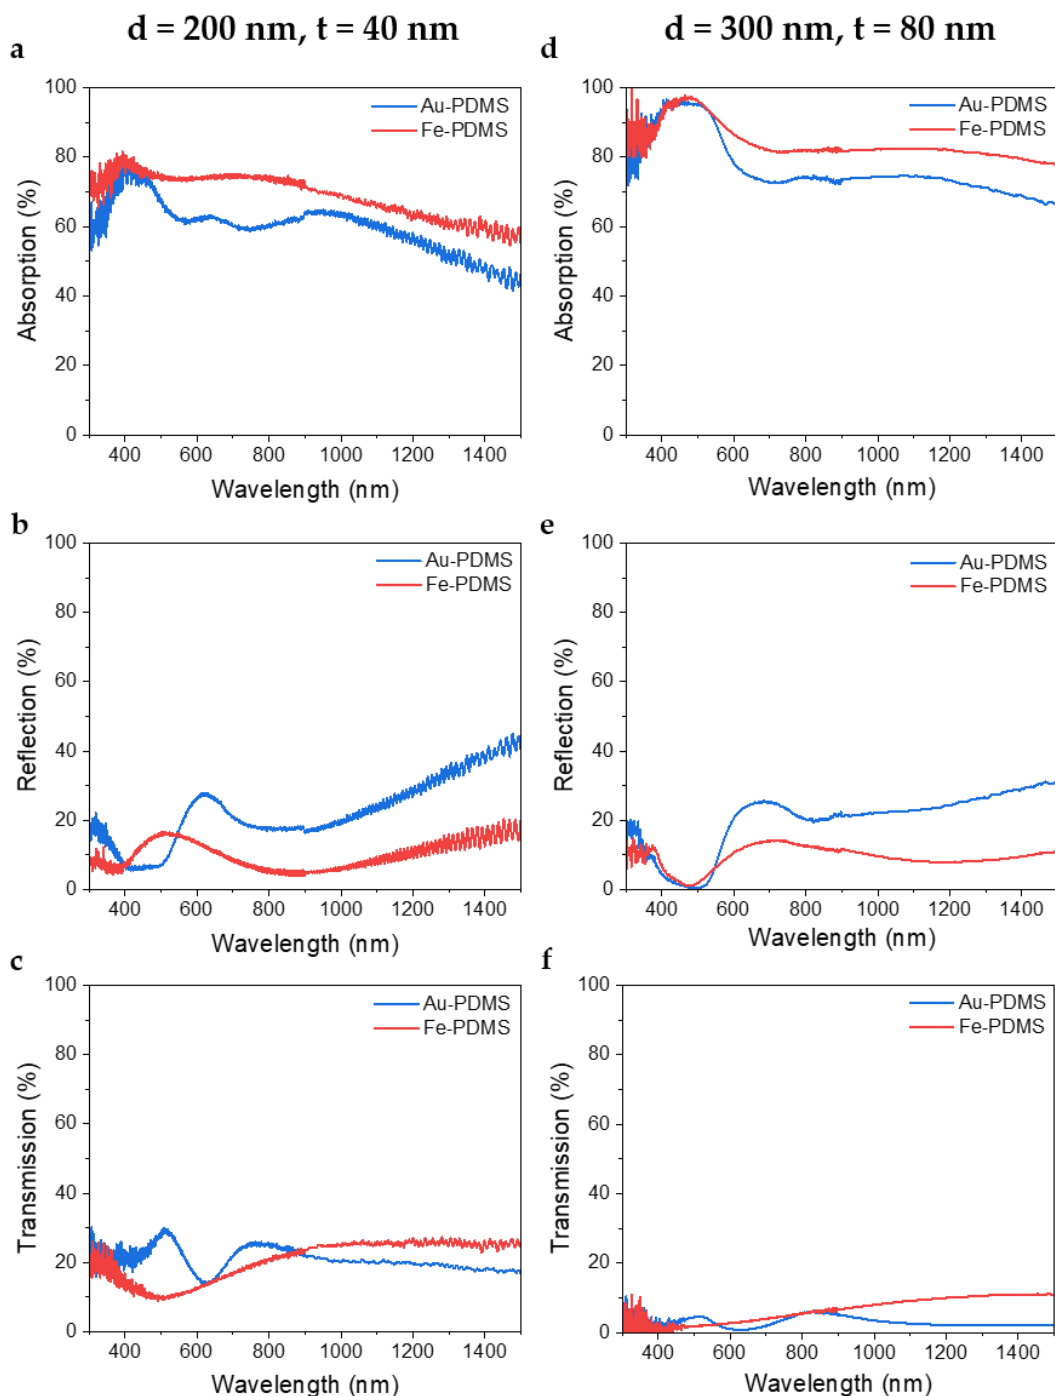 d = 200 nm, t = 40 nm
d = 300 nm, t = 80 nm
a
Au-PDMS
Fe-PDMS
Absorption (%)
100
80
60
40
20
0
400 600 800 1000 1200 1400
Wavelength (nm)
d
Au-PDMS
Fe-PDMS
Absorption (%)
100
80
60
40
20
0
400 600 800 1000 1200 1400
Wavelength (nm)
b
Au-PDMS
Fe-PDMS
Reflection (%)
100
80
60
40
20
0
400 600 800 1000 1200 1400
Wavelength (nm)
e
Au-PDMS
Fe-PDMS
Reflection (%)
100
80
60
40
20
0
400 600 800 1000 1200 1400
Wavelength (nm)
c
Au-PDMS
Fe-PDMS
Transmission (%)
100
80
60
40
20
0
400 600 800 1000 1200 1400
Wavelength (nm)
f
Au-PDMS
Fe-PDMS
Transmission (%)
100
80
60
40
20
0
400 600 800 1000 1200 1400
Wavelength (nm)